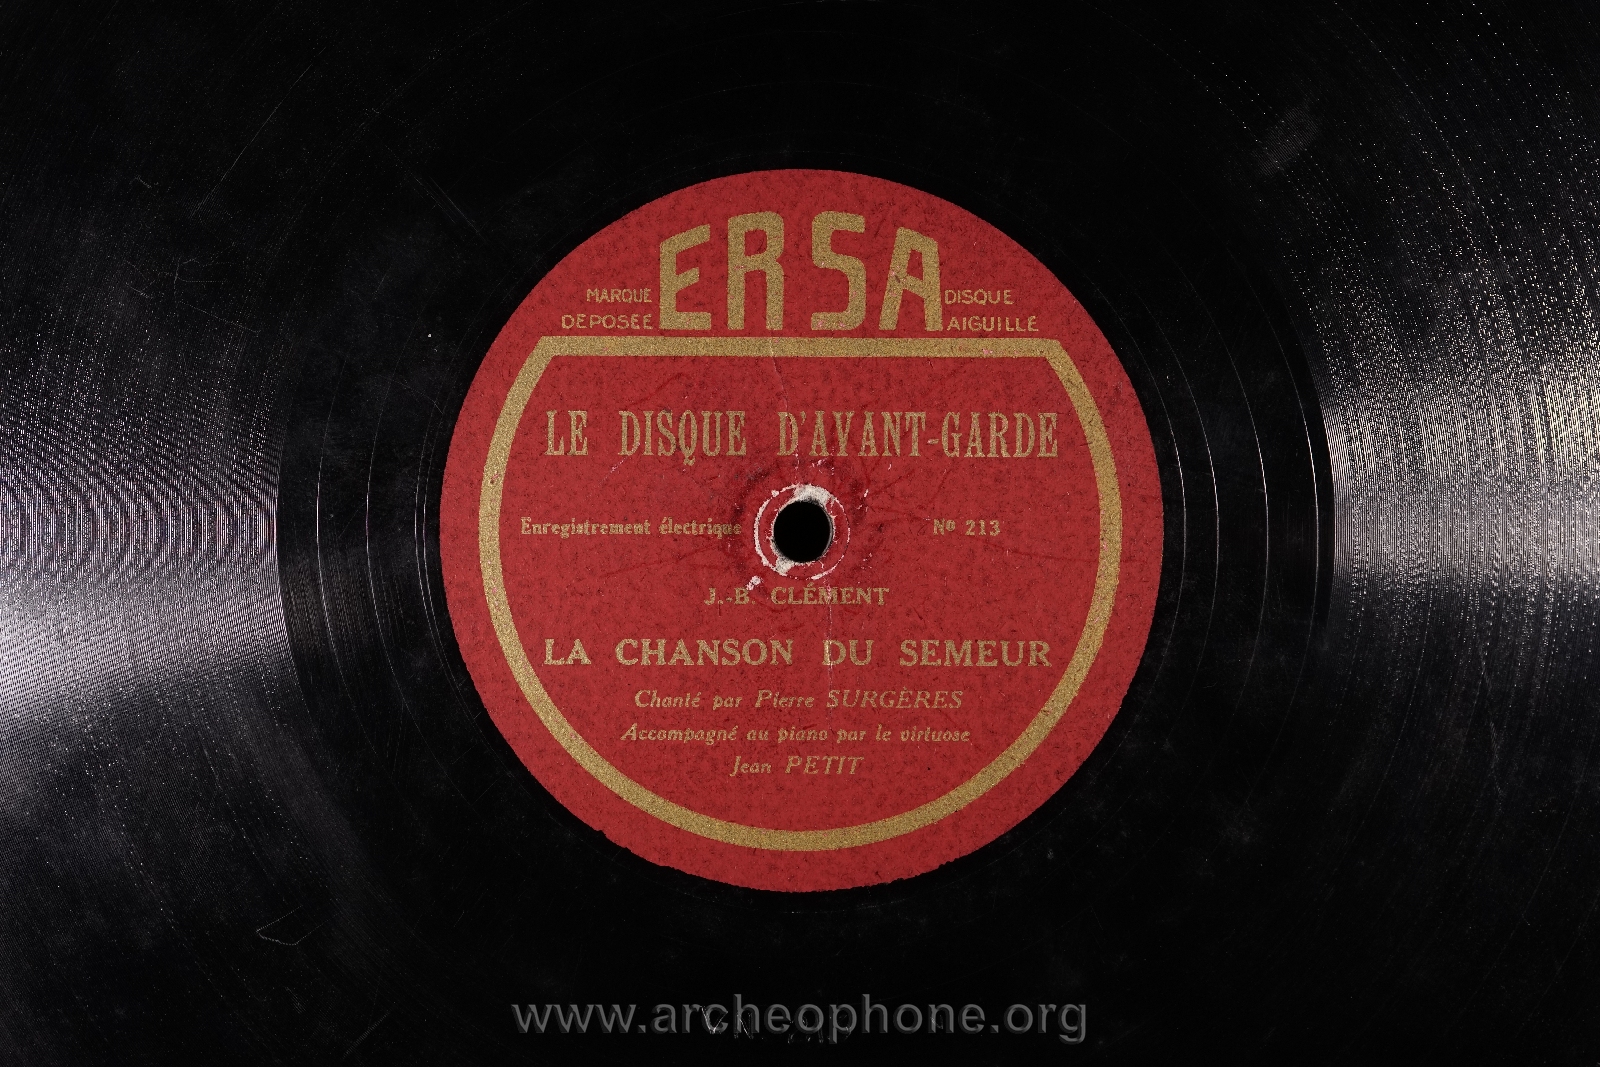 ERSA
MARQUE
DEPOSÉE
DISQUE
AIGUILLE
LE DISQUE D'AVANT-GARDE
Enregistrement électrique Nº 213
J.-B. CLÉMENT
LA CHANSON DU SEMEUR
Chanté par Pierre SURGÈRES
Accompagné au piano par le virtuose
Jean PETIT
www.archeophone.org